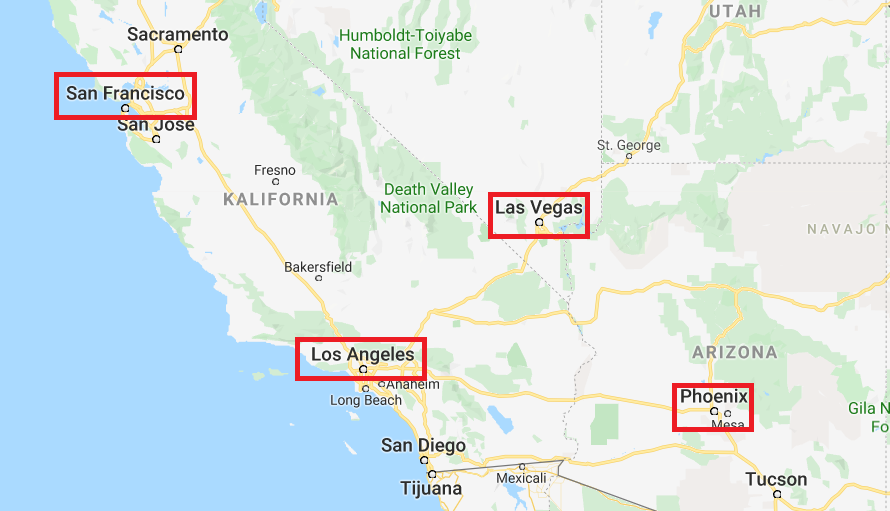 UTAH
Sacramento
Humboldt-Toiyabe
National Forest
San Francisco
San Jose
St. George
Fresno
Death Valley
National Park
KALIFORNIA
Las Vegas
NAVAJO N
Bakersfield
Los Angeles
ARIZONA
Anaheim
Long Beach
Phoenix
Mesa
Gila N
Fo
San Diego
Mexicali
Tijuana
Tucson